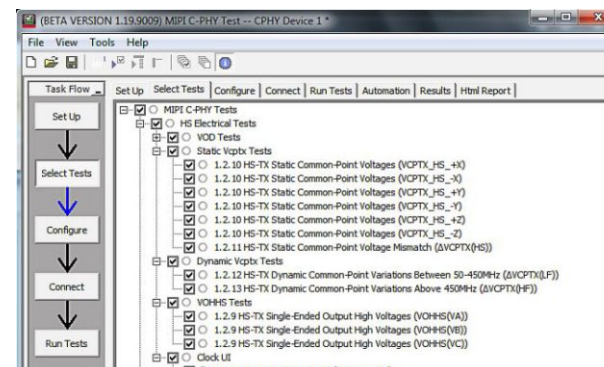 (BETA VERSION 1.19.9009) MIPI C-PHY Test -- CPHY Device 1 *
File View Tools Help
Task Flow
Set Up Select Tests Configure Connect Run Tests Automation Results Html Report
Set Up
Select Tests
Configure
Connect
Run Tests
MIPI C-PHY Tests
HS Electrical Tests
VOD Tests
Static Vcptx Tests
1.2.10 HS-TX Static Common-Point Voltages (VCPTX_HS_+X)
1.2.10 HS-TX Static Common-Point Voltages (VCPTX_HS_-X)
1.2.10 HS-TX Static Common-Point Voltages (VCPTX_HS_+Y)
1.2.10 HS-TX Static Common-Point Voltages (VCPTX_HS_-Y)
1.2.10 HS-TX Static Common-Point Voltages (VCPTX_HS_+Z)
1.2.10 HS-TX Static Common-Point Voltages (VCPTX_HS_-Z)
1.2.11 HS-TX Static Common-Point Voltage Mismatch (ΔVCPTX(HS))
Dynamic Vcptx Tests
1.2.12 HS-TX Dynamic Common-Point Variations Between 50-450MHz (ΔVCPTX(LF))
1.2.13 HS-TX Dynamic Common-Point Variations Above 450MHz (ΔVCPTX(HF))
VOHHS Tests
1.2.9 HS-TX Single-Ended Output High Voltages (VOHHS(VA))
1.2.9 HS-TX Single-Ended Output High Voltages (VOHHS(VB))
1.2.9 HS-TX Single-Ended Output High Voltages (VOHHS(VC))
Clock UI